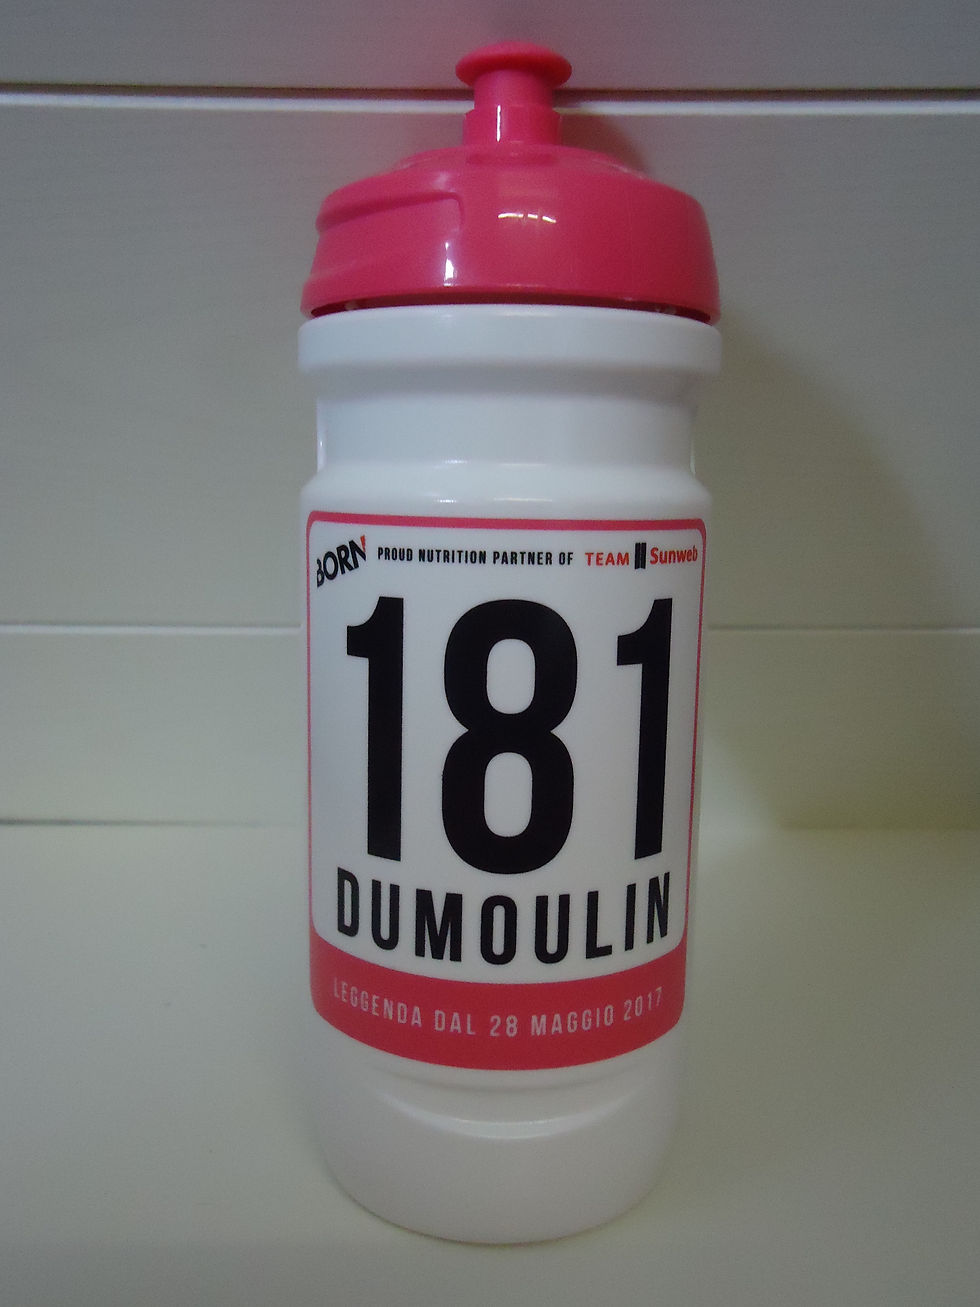 BORN PROUD NUTRITION PARTNER OF TEAM Sunweb
181
DUMOULIN
LEGGENDA DAL 28 MAGGIO 2017